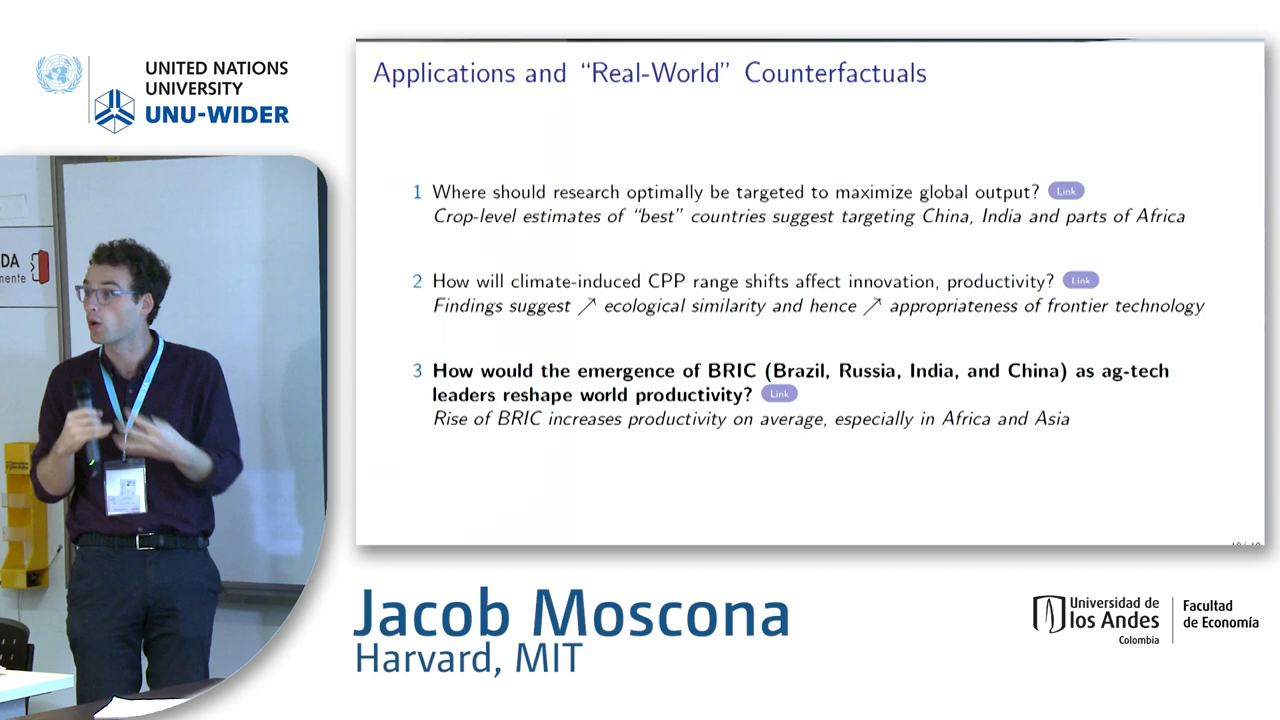 UNITED NATIONS
UNIVERSITY
UNU-WIDER
DA
nente
Applications and “Real-World” Counterfactuals
1 Where should research optimally be targeted to maximize global output? Link
Crop-level estimates of “best” countries suggest targeting China, India and parts of Africa
2 How will climate-induced CPP range shifts affect innovation, productivity? Link
Findings suggest ↗ ecological similarity and hence ↗ appropriateness of frontier technology
3 How would the emergence of BRIC (Brazil, Russia, India, and China) as ag-tech
leaders reshape world productivity? Link
Rise of BRIC increases productivity on average, especially in Africa and Asia
Jacob Moscona
Harvard, MIT
Universidad de
los Andes
Colombia
Facultad
de Economía